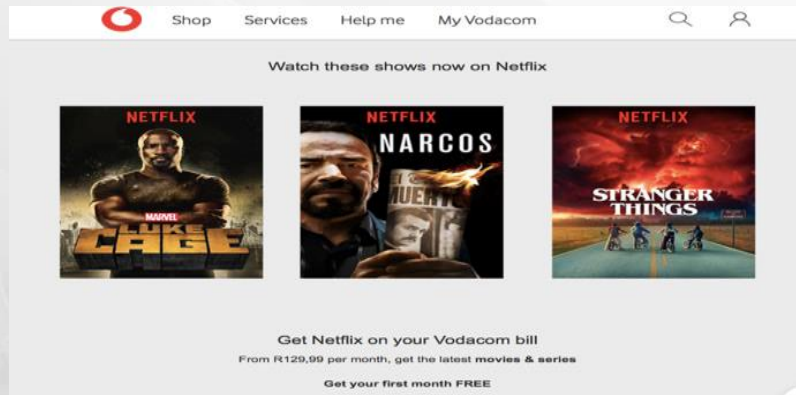 Shop Services Help me My Vodacom
Watch these shows now on Netflix
NETFLIX
MARVEL
LUKE
CAGE
NETFLIX
NARCOS
MUERTO
NETFLIX
STRANGER
THINGS
Get Netflix on your Vodacom bill
From R129,99 per month, get the latest movies & series
Get your first month FREE